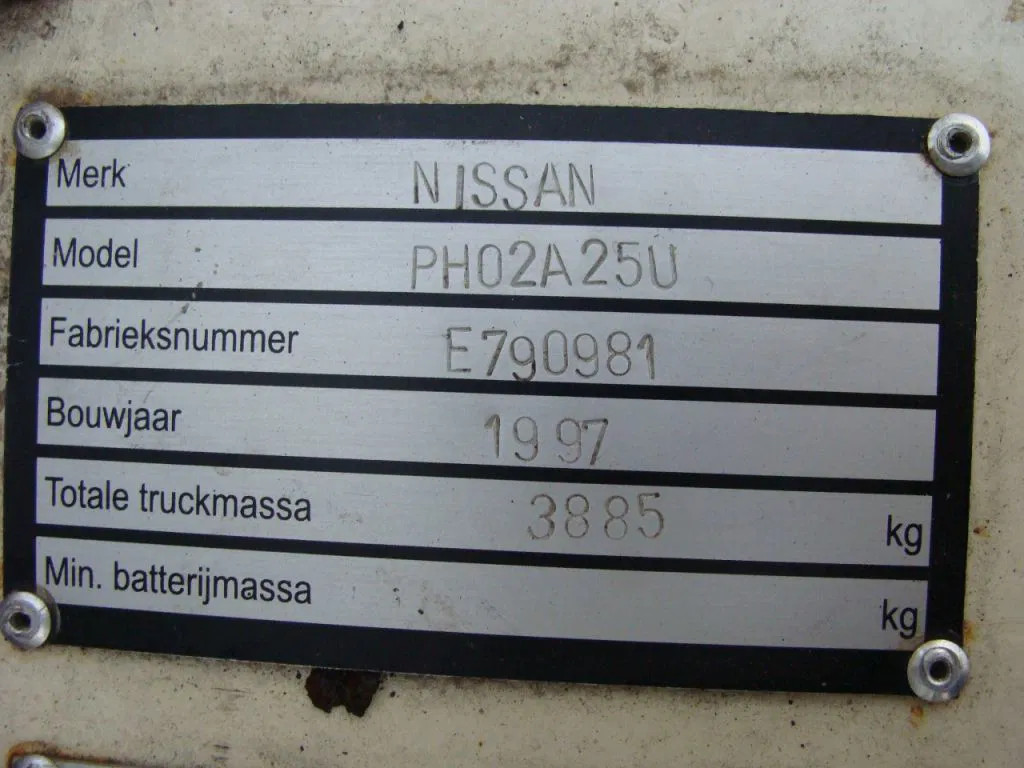 Merk NISSAN
Model PH02A25U
Fabrieksnummer E790981
Bouwjaar 1997
Totale truckmassa 3885 kg
Min. batterijmassa kg